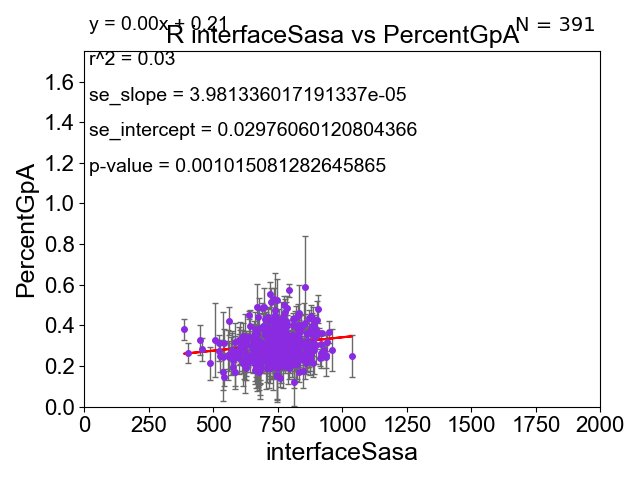 y = 0.00x + 0.21
R interfaceSasa vs PercentGpA
N = 391
r^2 = 0.03
se_slope = 3.981336017191337e-05
se_intercept = 0.02976060120804366
p-value = 0.001015081282645865
PercentGpA
1.6
1.4
1.2
1.0
0.8
0.6
0.4
0.2
0.0
0 250 500 750 1000 1250 1500 1750 2000
interfaceSasa